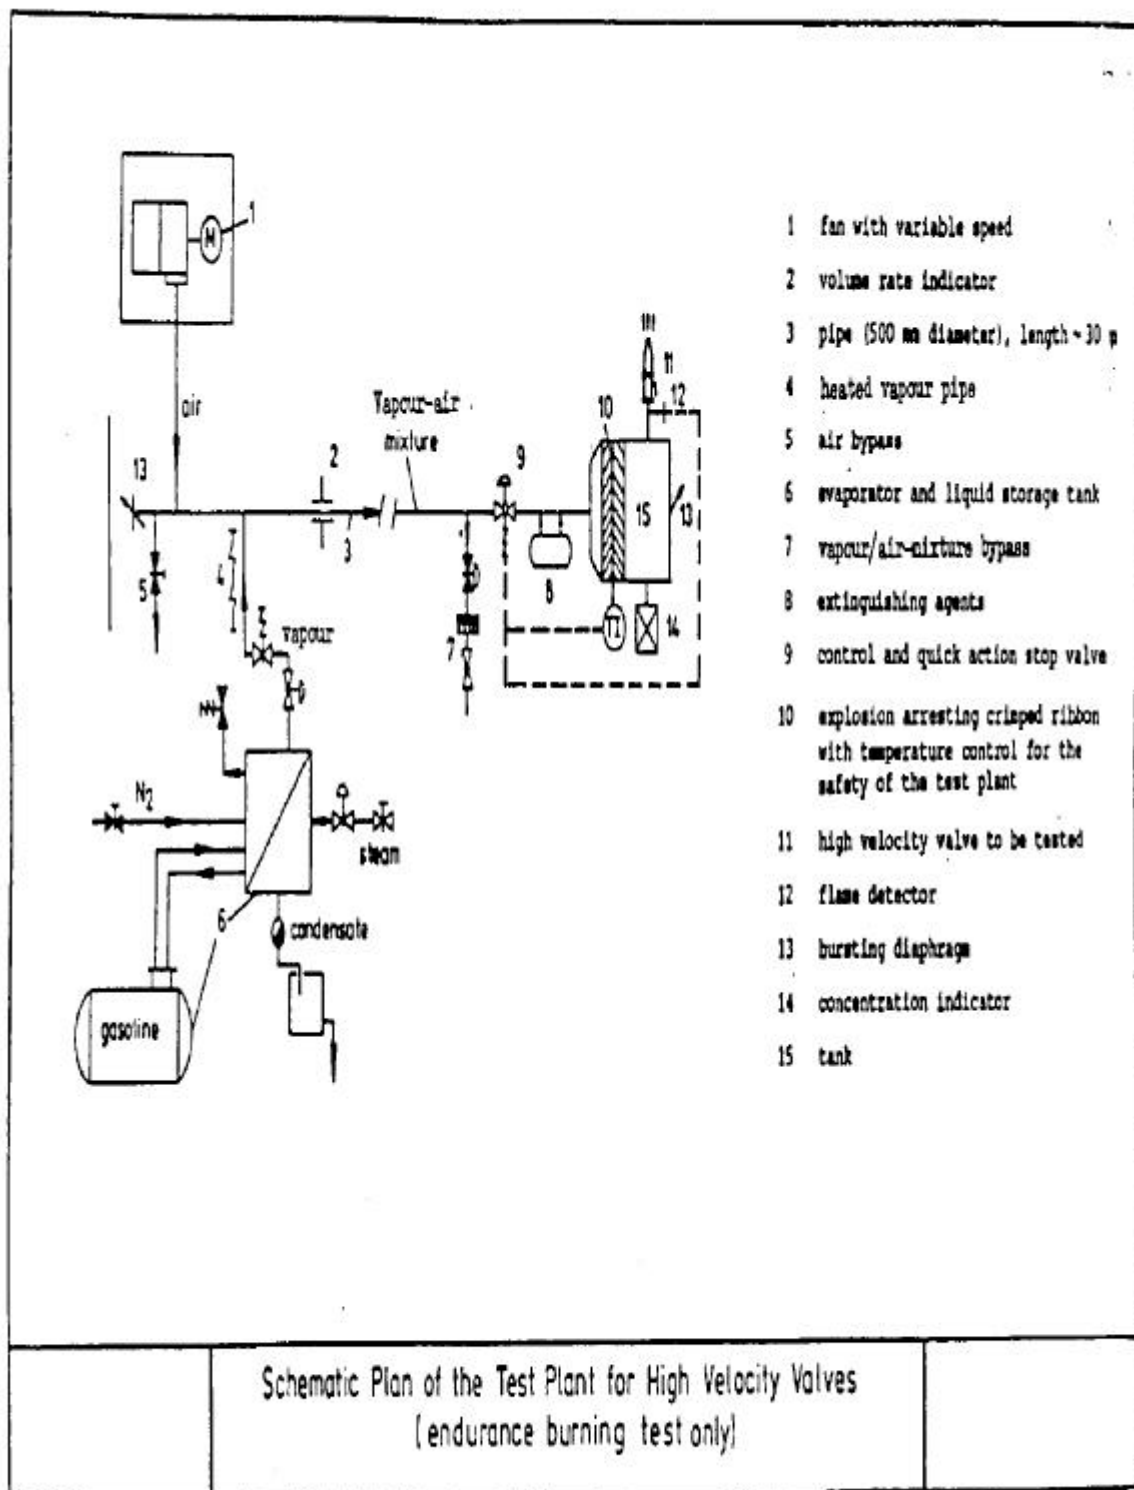 1
M
air
Vapour-air
mixture
13
2
3
9
10
11
12
15
13
8
TI
14
5
4
vapour
7
N2
steam
6
condensate
gasoline
1 fan with variable speed
2 volume rate indicator
3 pipe (500 mm diameter), length ~ 30 m
4 heated vapour pipe
5 air bypass
6 evaporator and liquid storage tank
7 vapour/air-mixture bypass
8 extinguishing agents
9 control and quick action stop valve
10 explosion arresting crimped ribbon
with temperature control for the
safety of the test plant
11 high velocity valve to be tested
12 flame detector
13 bursting diaphragm
14 concentration indicator
15 tank
Schematic Plan of the Test Plant for High Velocity Valves
(endurance burning test only)